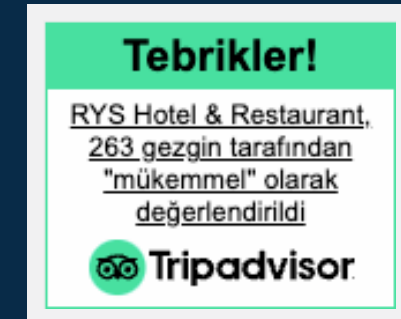 Tebrikler!
RYS Hotel & Restaurant,
263 gezgin tarafından
"mükemmel" olarak
değerlendirildi
Tripadvisor